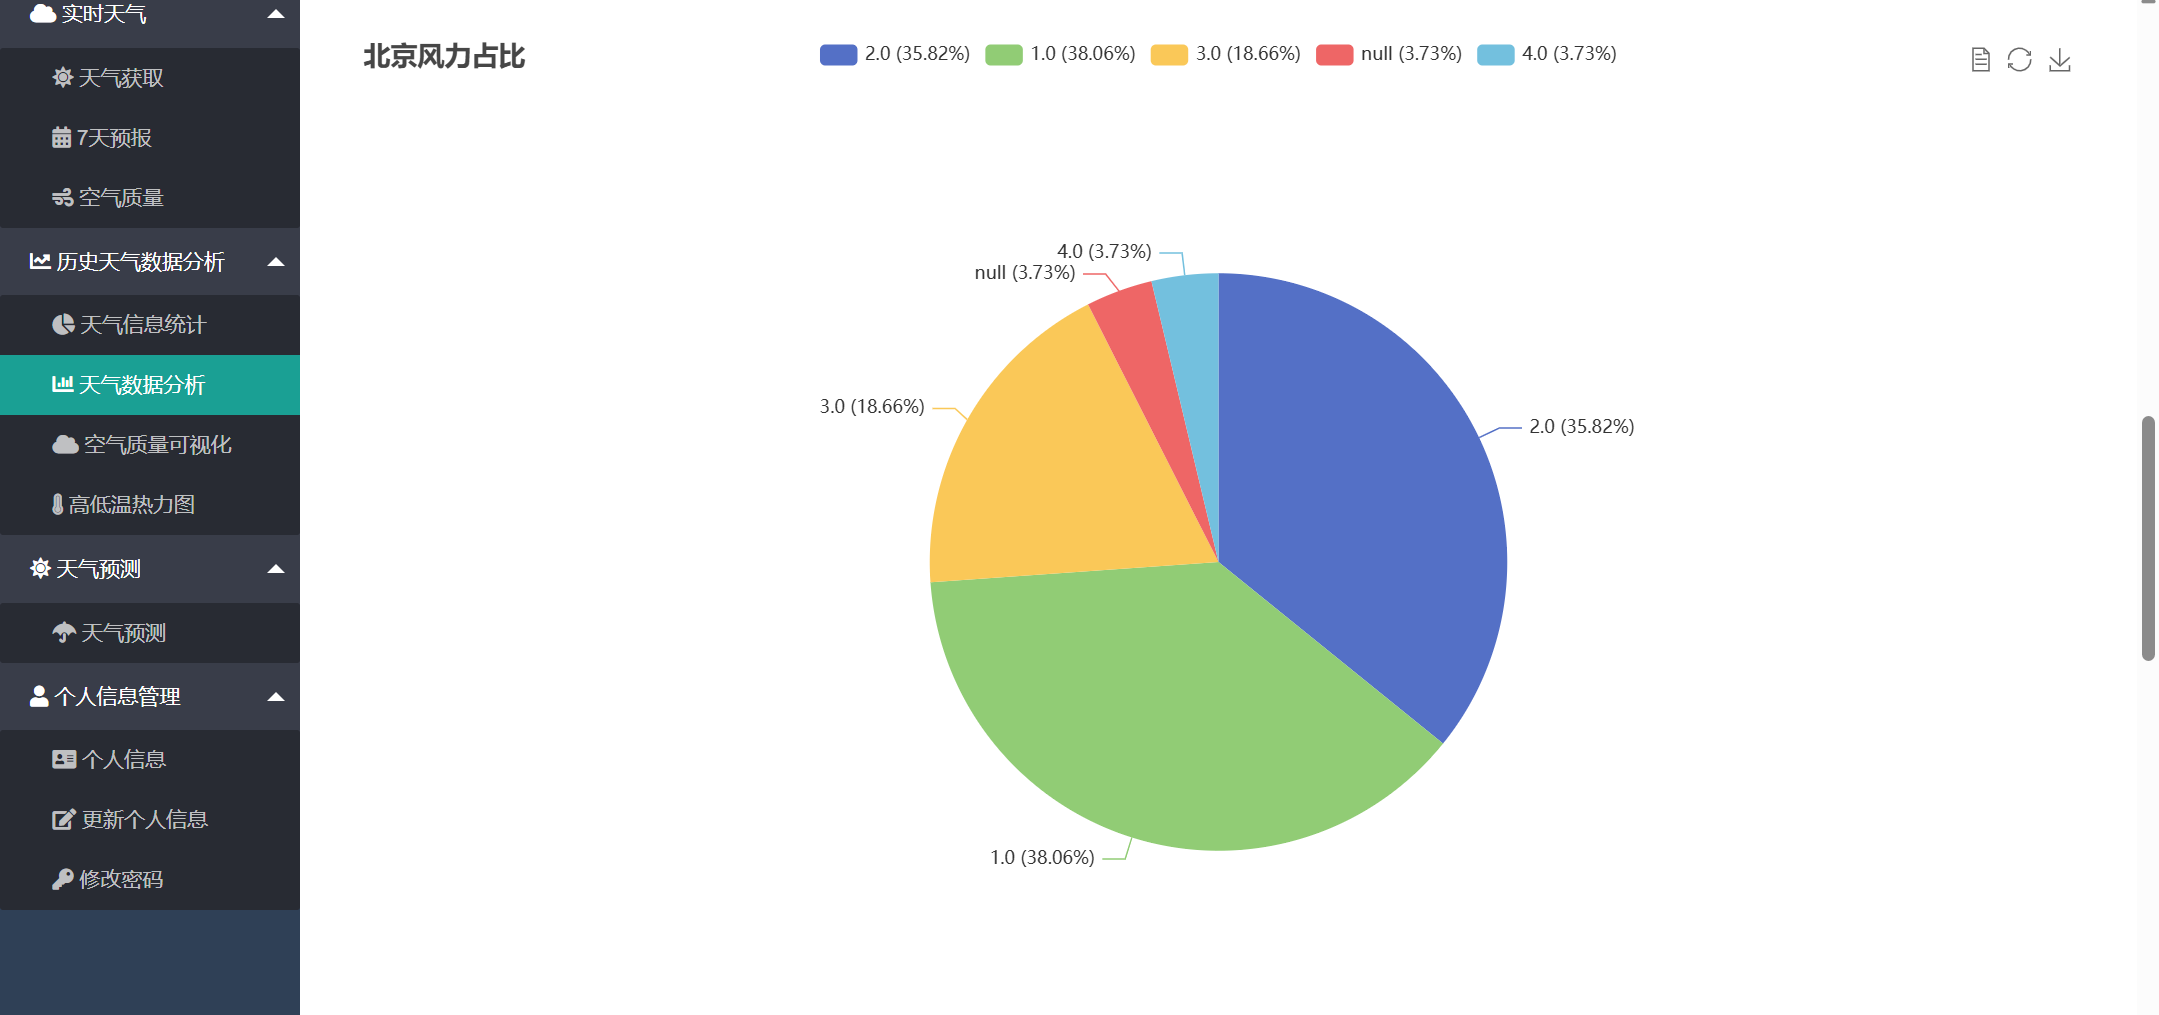 实时天气
天气获取
7天预报
空气质量
历史天气数据分析
天气信息统计
天气数据分析
空气质量可视化
高低温热力图
天气预测
天气预测
个人信息管理
个人信息
更新个人信息
修改密码
北京风力占比
2.0 (35.82%) 1.0 (38.06%) 3.0 (18.66%) null (3.73%) 4.0 (3.73%)
4.0 (3.73%)
null (3.73%)
3.0 (18.66%)
2.0 (35.82%)
1.0 (38.06%)